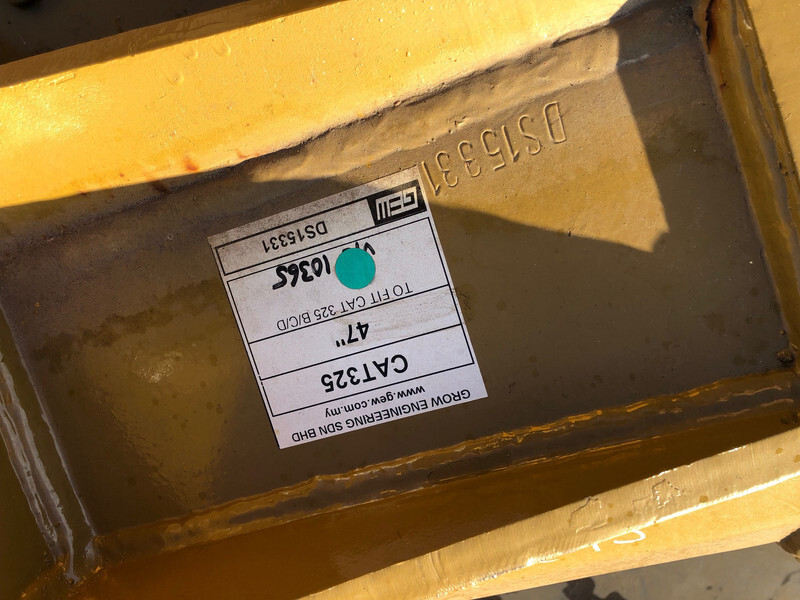 GROW ENGINEERING SDN BHD
www.gew.com.my
CAT325
47"
TO FIT CAT 325 B/C/D
10365
GEW DS15331
DS15331